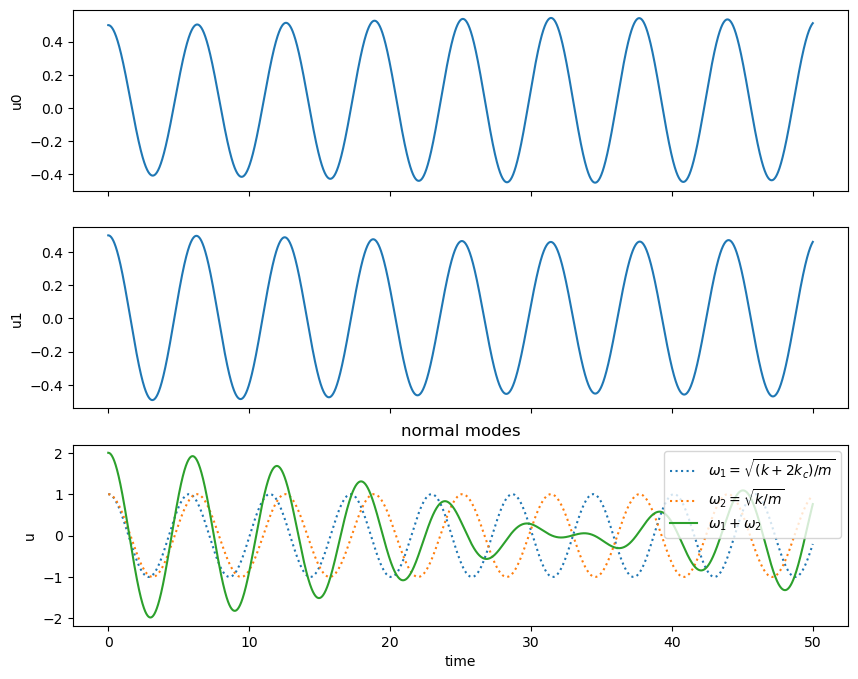 0.4
0.2
0.0
−0.2
−0.4
u0
0.4
0.2
0.0
−0.2
−0.4
u1
normal modes
2
1
0
−1
−2
u
ω₁ = √(k + 2k_c)/m
ω₂ = √k/m
ω₁ + ω₂
0 10 20 30 40 50
time